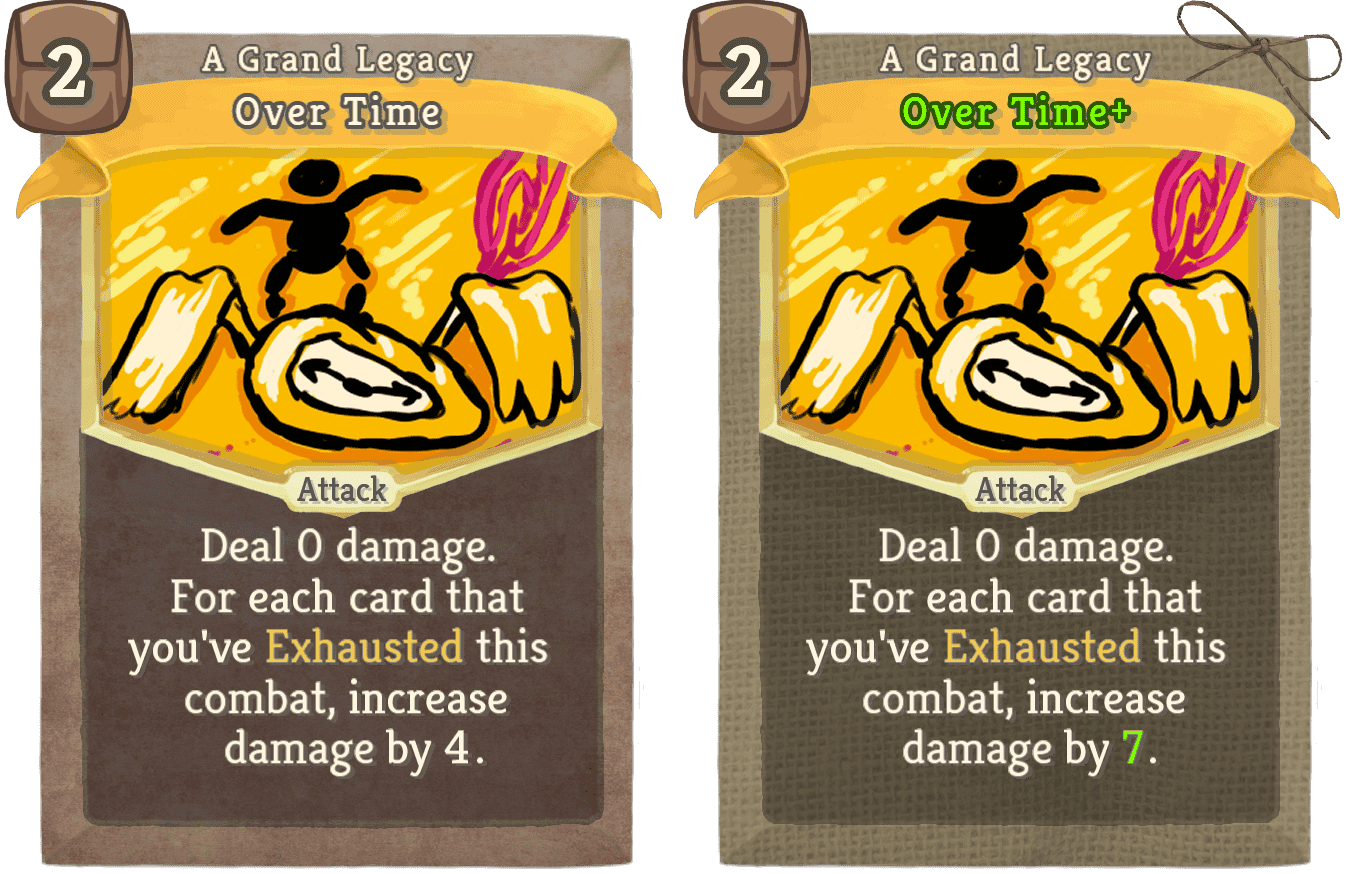 2
A Grand Legacy
Over Time
Attack
Deal 0 damage.
For each card that
you've Exhausted this
combat, increase
damage by 4.
2
A Grand Legacy
Over Time+
Attack
Deal 0 damage.
For each card that
you've Exhausted this
combat, increase
damage by 7.